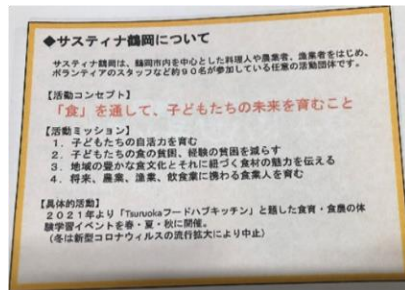 ◆サスティナ鶴岡について
サスティナ鶴岡は、鶴岡市内を中心とした料理人や農業者、漁業者をはじめ、
ボランティアのスタッフなど約90名が参加している任意の活動団体です。
【活動コンセプト】
「食」を通して、子どもたちの未来を育むこと
【活動ミッション】
1．子どもたちの自活力を育む
2．子どもたちの食の貧困、経験の貧困を減らす
3．地域の豊かな食文化とそれに紐づく食材の魅力を伝える
4．将来、農業、漁業、飲食業に携わる食業人を育む
【具体的活動】
2021年より「Tsuruokaフードハブキッチン」と題した食育・食農の体
験学習イベントを春・夏・秋に開催。
（冬は新型コロナウィルスの流行拡大により中止）